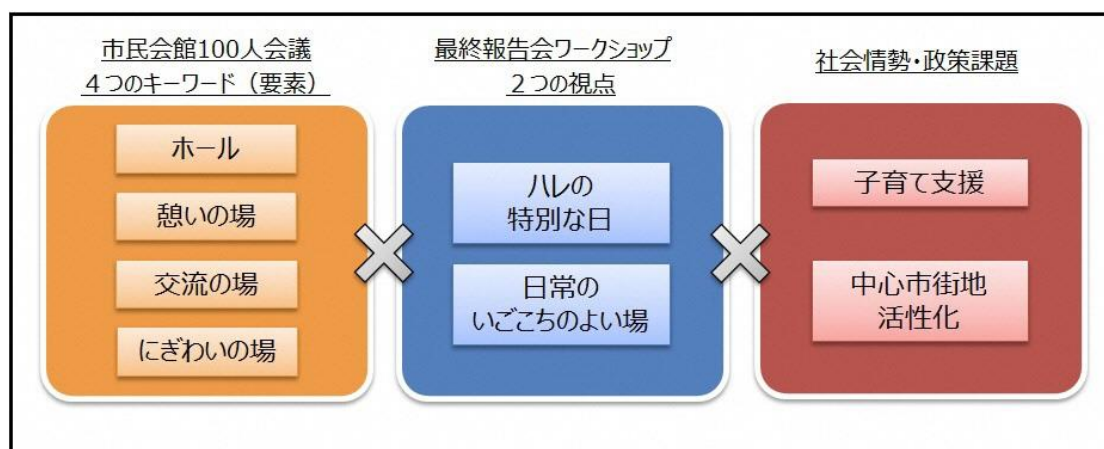 市民会館100人会議
４つのキーワード（要素）
ホール
憩いの場
交流の場
にぎわいの場
最終報告会ワークショップ
２つの視点
ハレの
特別な日
日常の
いごこちのよい場
社会情勢・政策課題
子育て支援
中心市街地
活性化